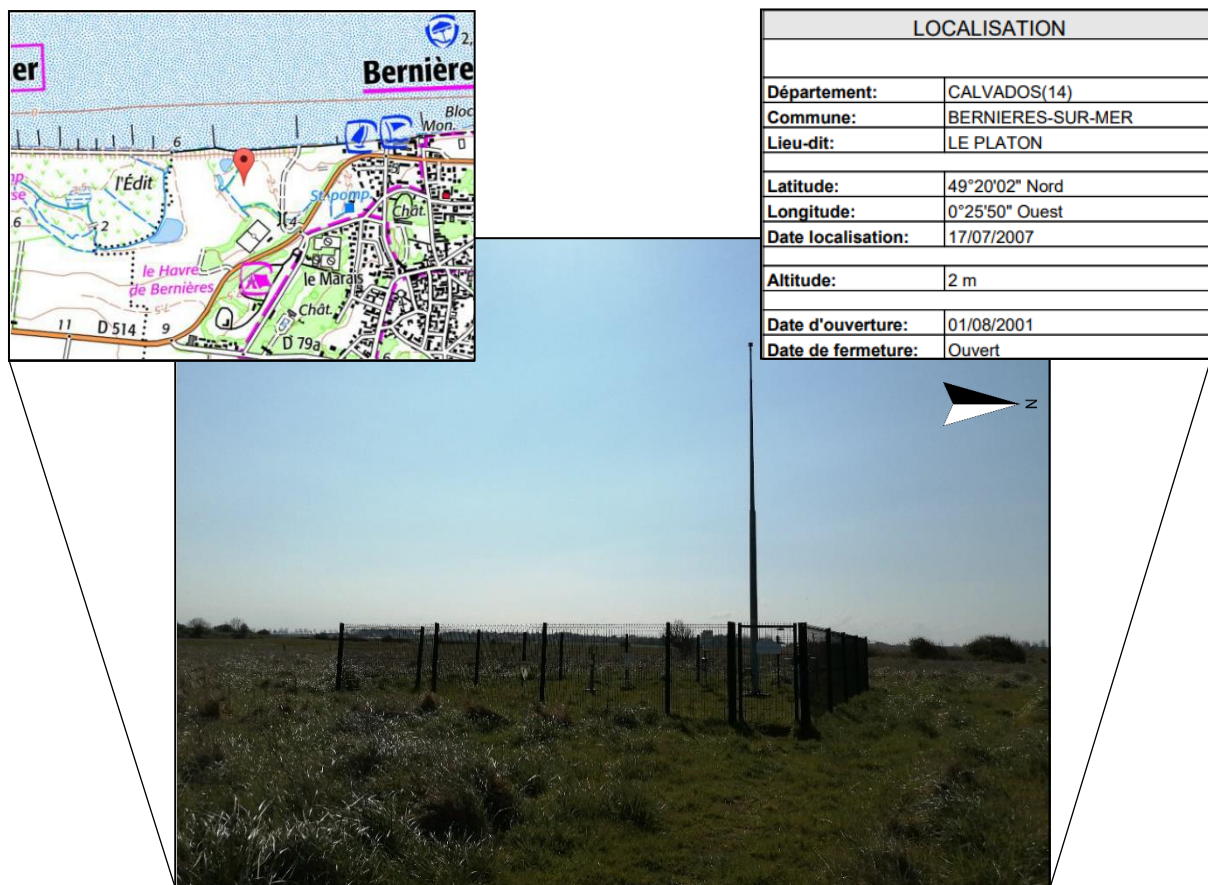 er
2,
Bernière
Bloc
Mon.
6
l'Édit
St. pomp.
Chât.
6
2
4
le Havre
de Bernières
le Marais
Chât.
11
D 514
9
D 79a
6
LOCALISATION
Département: CALVADOS(14)
Commune: BERNIERES-SUR-MER
Lieu-dit: LE PLATON
Latitude: 49°20'02" Nord
Longitude: 0°25'50" Ouest
Date localisation: 17/07/2007
Altitude: 2 m
Date d'ouverture: 01/08/2001
Date de fermeture: Ouvert
N